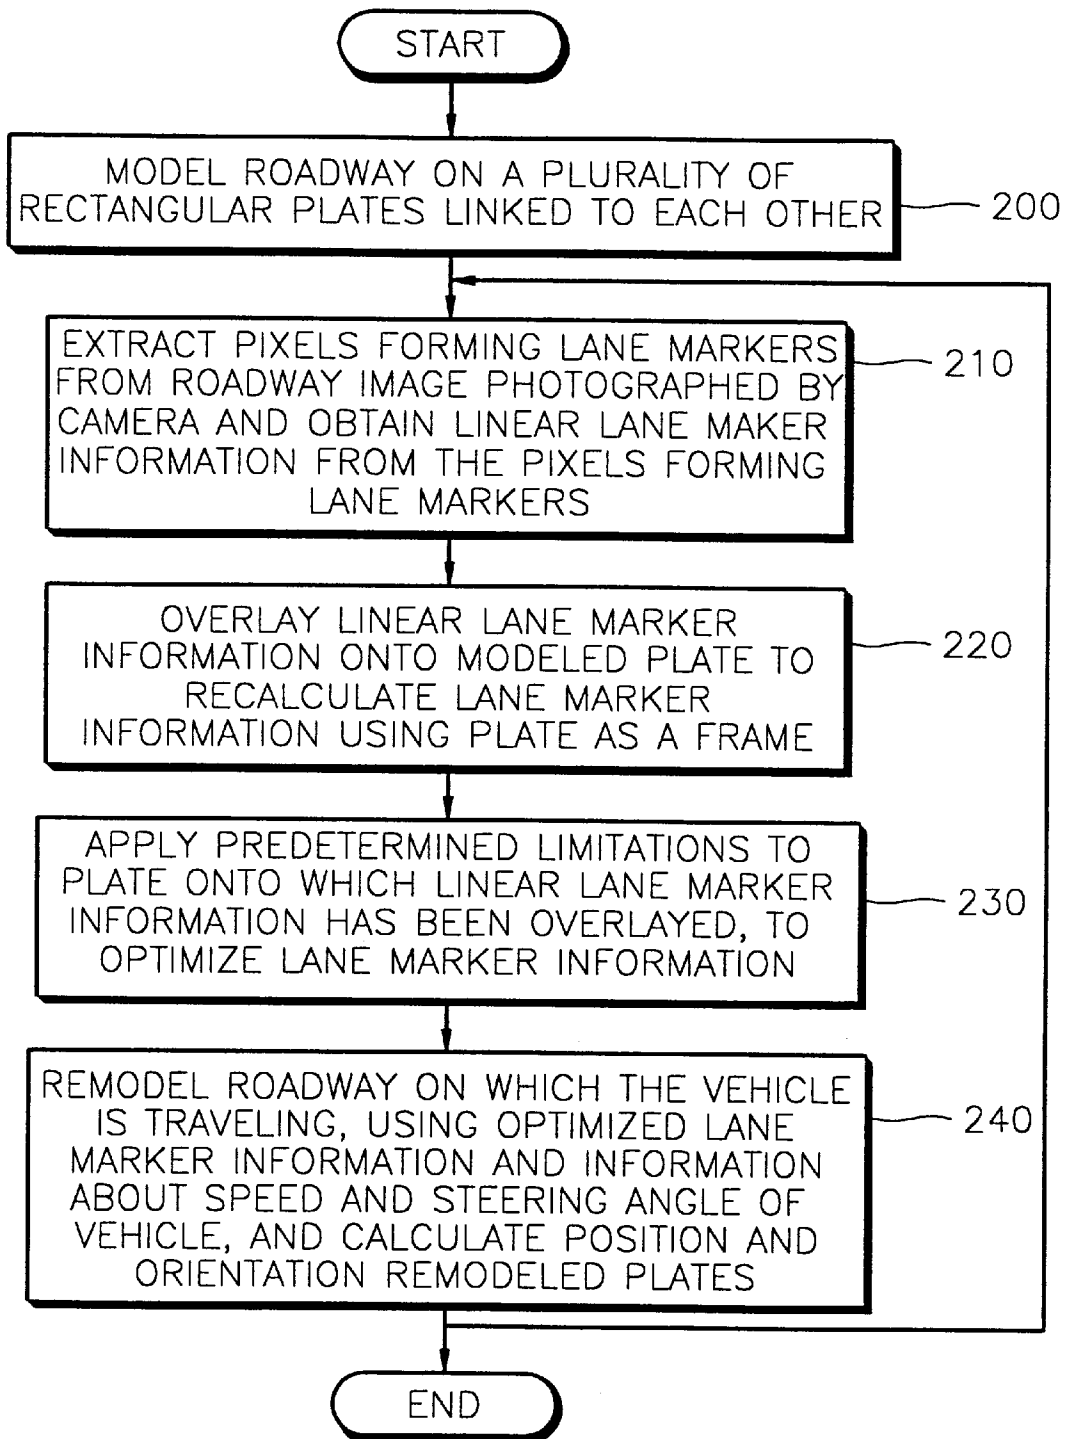 START
MODEL ROADWAY ON A PLURALITY OF
RECTANGULAR PLATES LINKED TO EACH OTHER
200
EXTRACT PIXELS FORMING LANE MARKERS
FROM ROADWAY IMAGE PHOTOGRAPHED BY
CAMERA AND OBTAIN LINEAR LANE MAKER
INFORMATION FROM THE PIXELS FORMING
LANE MARKERS
210
OVERLAY LINEAR LANE MARKER
INFORMATION ONTO MODELED PLATE TO
RECALCULATE LANE MARKER
INFORMATION USING PLATE AS A FRAME
220
APPLY PREDETERMINED LIMITATIONS TO
PLATE ONTO WHICH LINEAR LANE MARKER
INFORMATION HAS BEEN OVERLAYED, TO
OPTIMIZE LANE MARKER INFORMATION
230
REMODEL ROADWAY ON WHICH THE VEHICLE
IS TRAVELING, USING OPTIMIZED LANE
MARKER INFORMATION AND INFORMATION
ABOUT SPEED AND STEERING ANGLE OF
VEHICLE, AND CALCULATE POSITION AND
ORIENTATION REMODELED PLATES
240
END